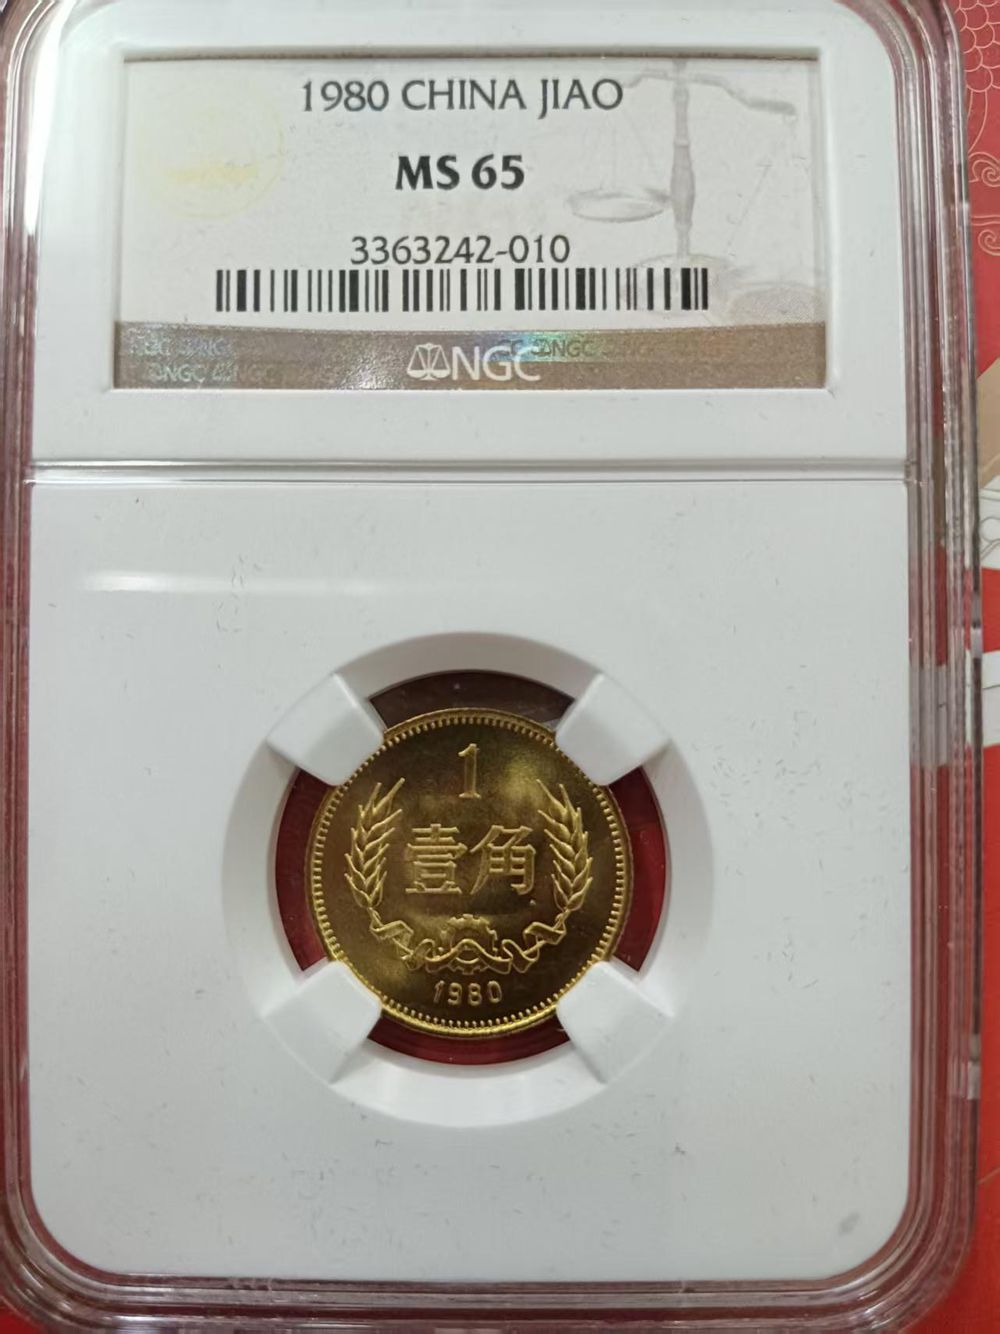 1980 CHINA JIAO
MS 65
3363242-010
NGC
1
壹角
1980